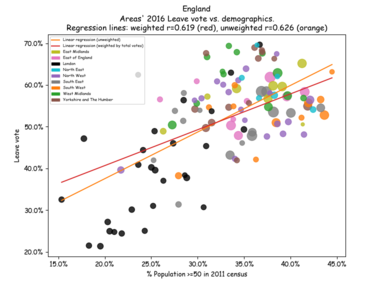 England
Areas' 2016 Leave vote vs. demographics.
Regression lines: weighted r=0.619 (red), unweighted r=0.626 (orange)
Linear regression (unweighted)
Linear regression (weighted by total votes)
East Midlands
East of England
London
North East
North West
South East
South West
West Midlands
Yorkshire and The Humber
70.0%
60.0%
50.0%
40.0%
30.0%
20.0%
Leave vote
15.0% 20.0% 25.0% 30.0% 35.0% 40.0% 45.0%
% Population >=50 in 2011 census